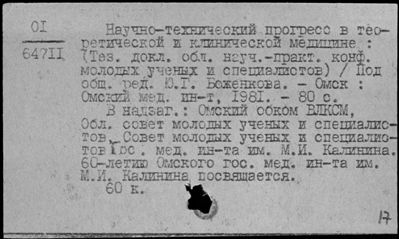 01
64711
Научно-технический прогресс в тео-
ретической и клинической медицине :
(Тез. докл. обл. науч.-практ. конф.
молодых ученых и специалистов) / Под
общ. ред. Ю.Г. Боженкова. - Омск :
Омский мед. ин-т, 1981. - 80 с.
В надзаг.: Омский обком ВЛКСМ,
Обл. совет молодых ученых и специалис-
тов, Совет молодых ученых и специалис-
тов Гос. мед. ин-та им. М.И. Калинина.
60-летию Омского гос. мед. ин-та им.
М.И. Калинина посвящается.
60 к.
17